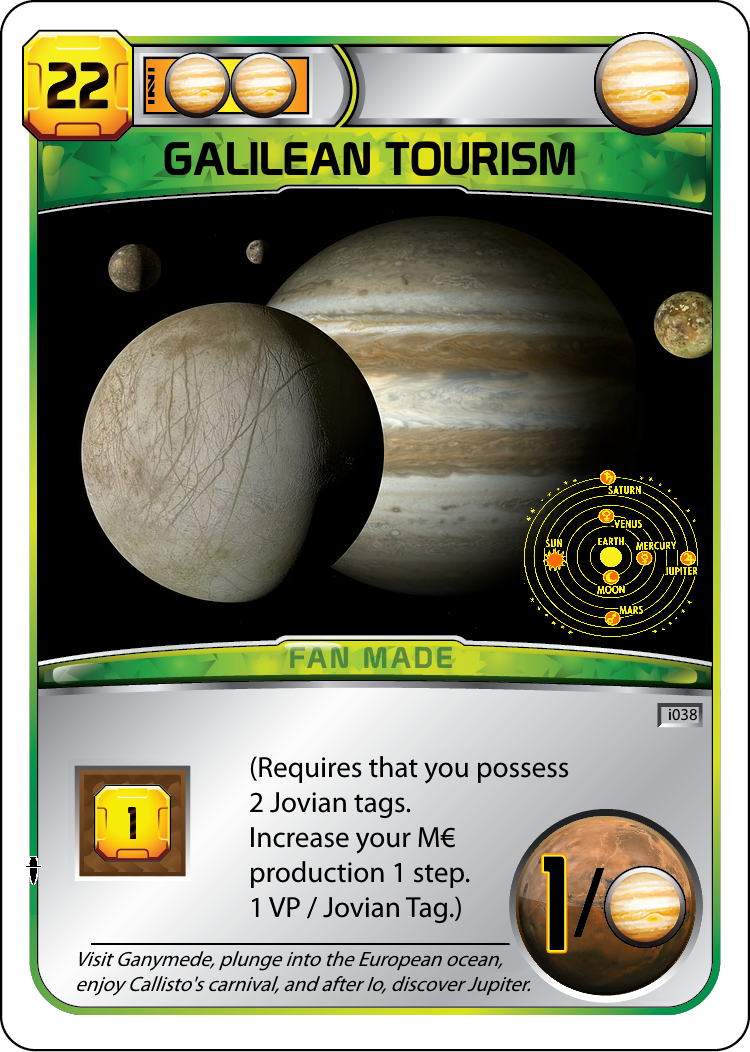 22
GALILEAN TOURISM
SATURN
VENUS
SUN
EARTH
MERCURY
JUPITER
MOON
MARS
FAN MADE
i038
1
(Requires that you possess
2 Jovian tags.
Increase your M€
production 1 step.
1 VP / Jovian Tag.)
1/
Visit Ganymede, plunge into the European ocean,
enjoy Callisto's carnival, and after Io, discover Jupiter.